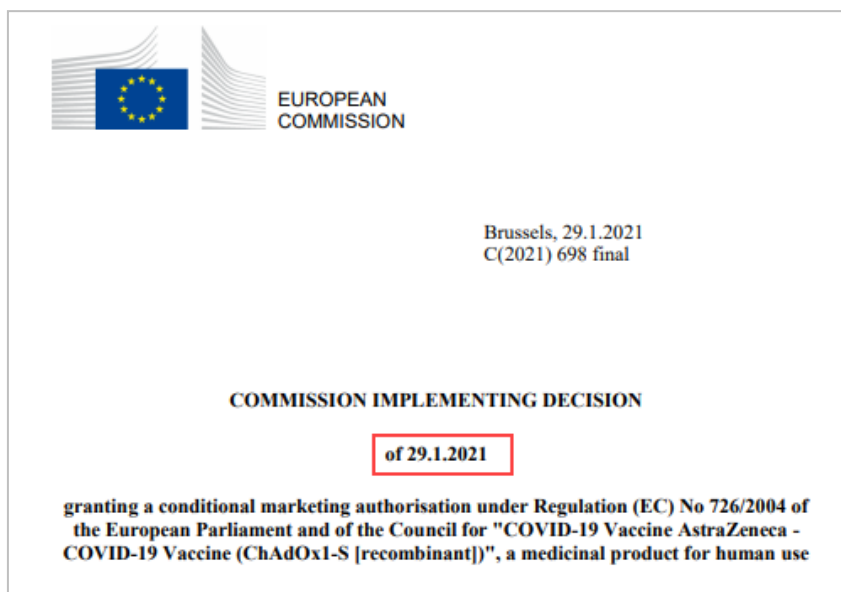 EUROPEAN
COMMISSION
Brussels, 29.1.2021
C(2021) 698 final
COMMISSION IMPLEMENTING DECISION
of 29.1.2021
granting a conditional marketing authorisation under Regulation (EC) No 726/2004 of
the European Parliament and of the Council for "COVID-19 Vaccine AstraZeneca -
COVID-19 Vaccine (ChAdOx1-S [recombinant])", a medicinal product for human use